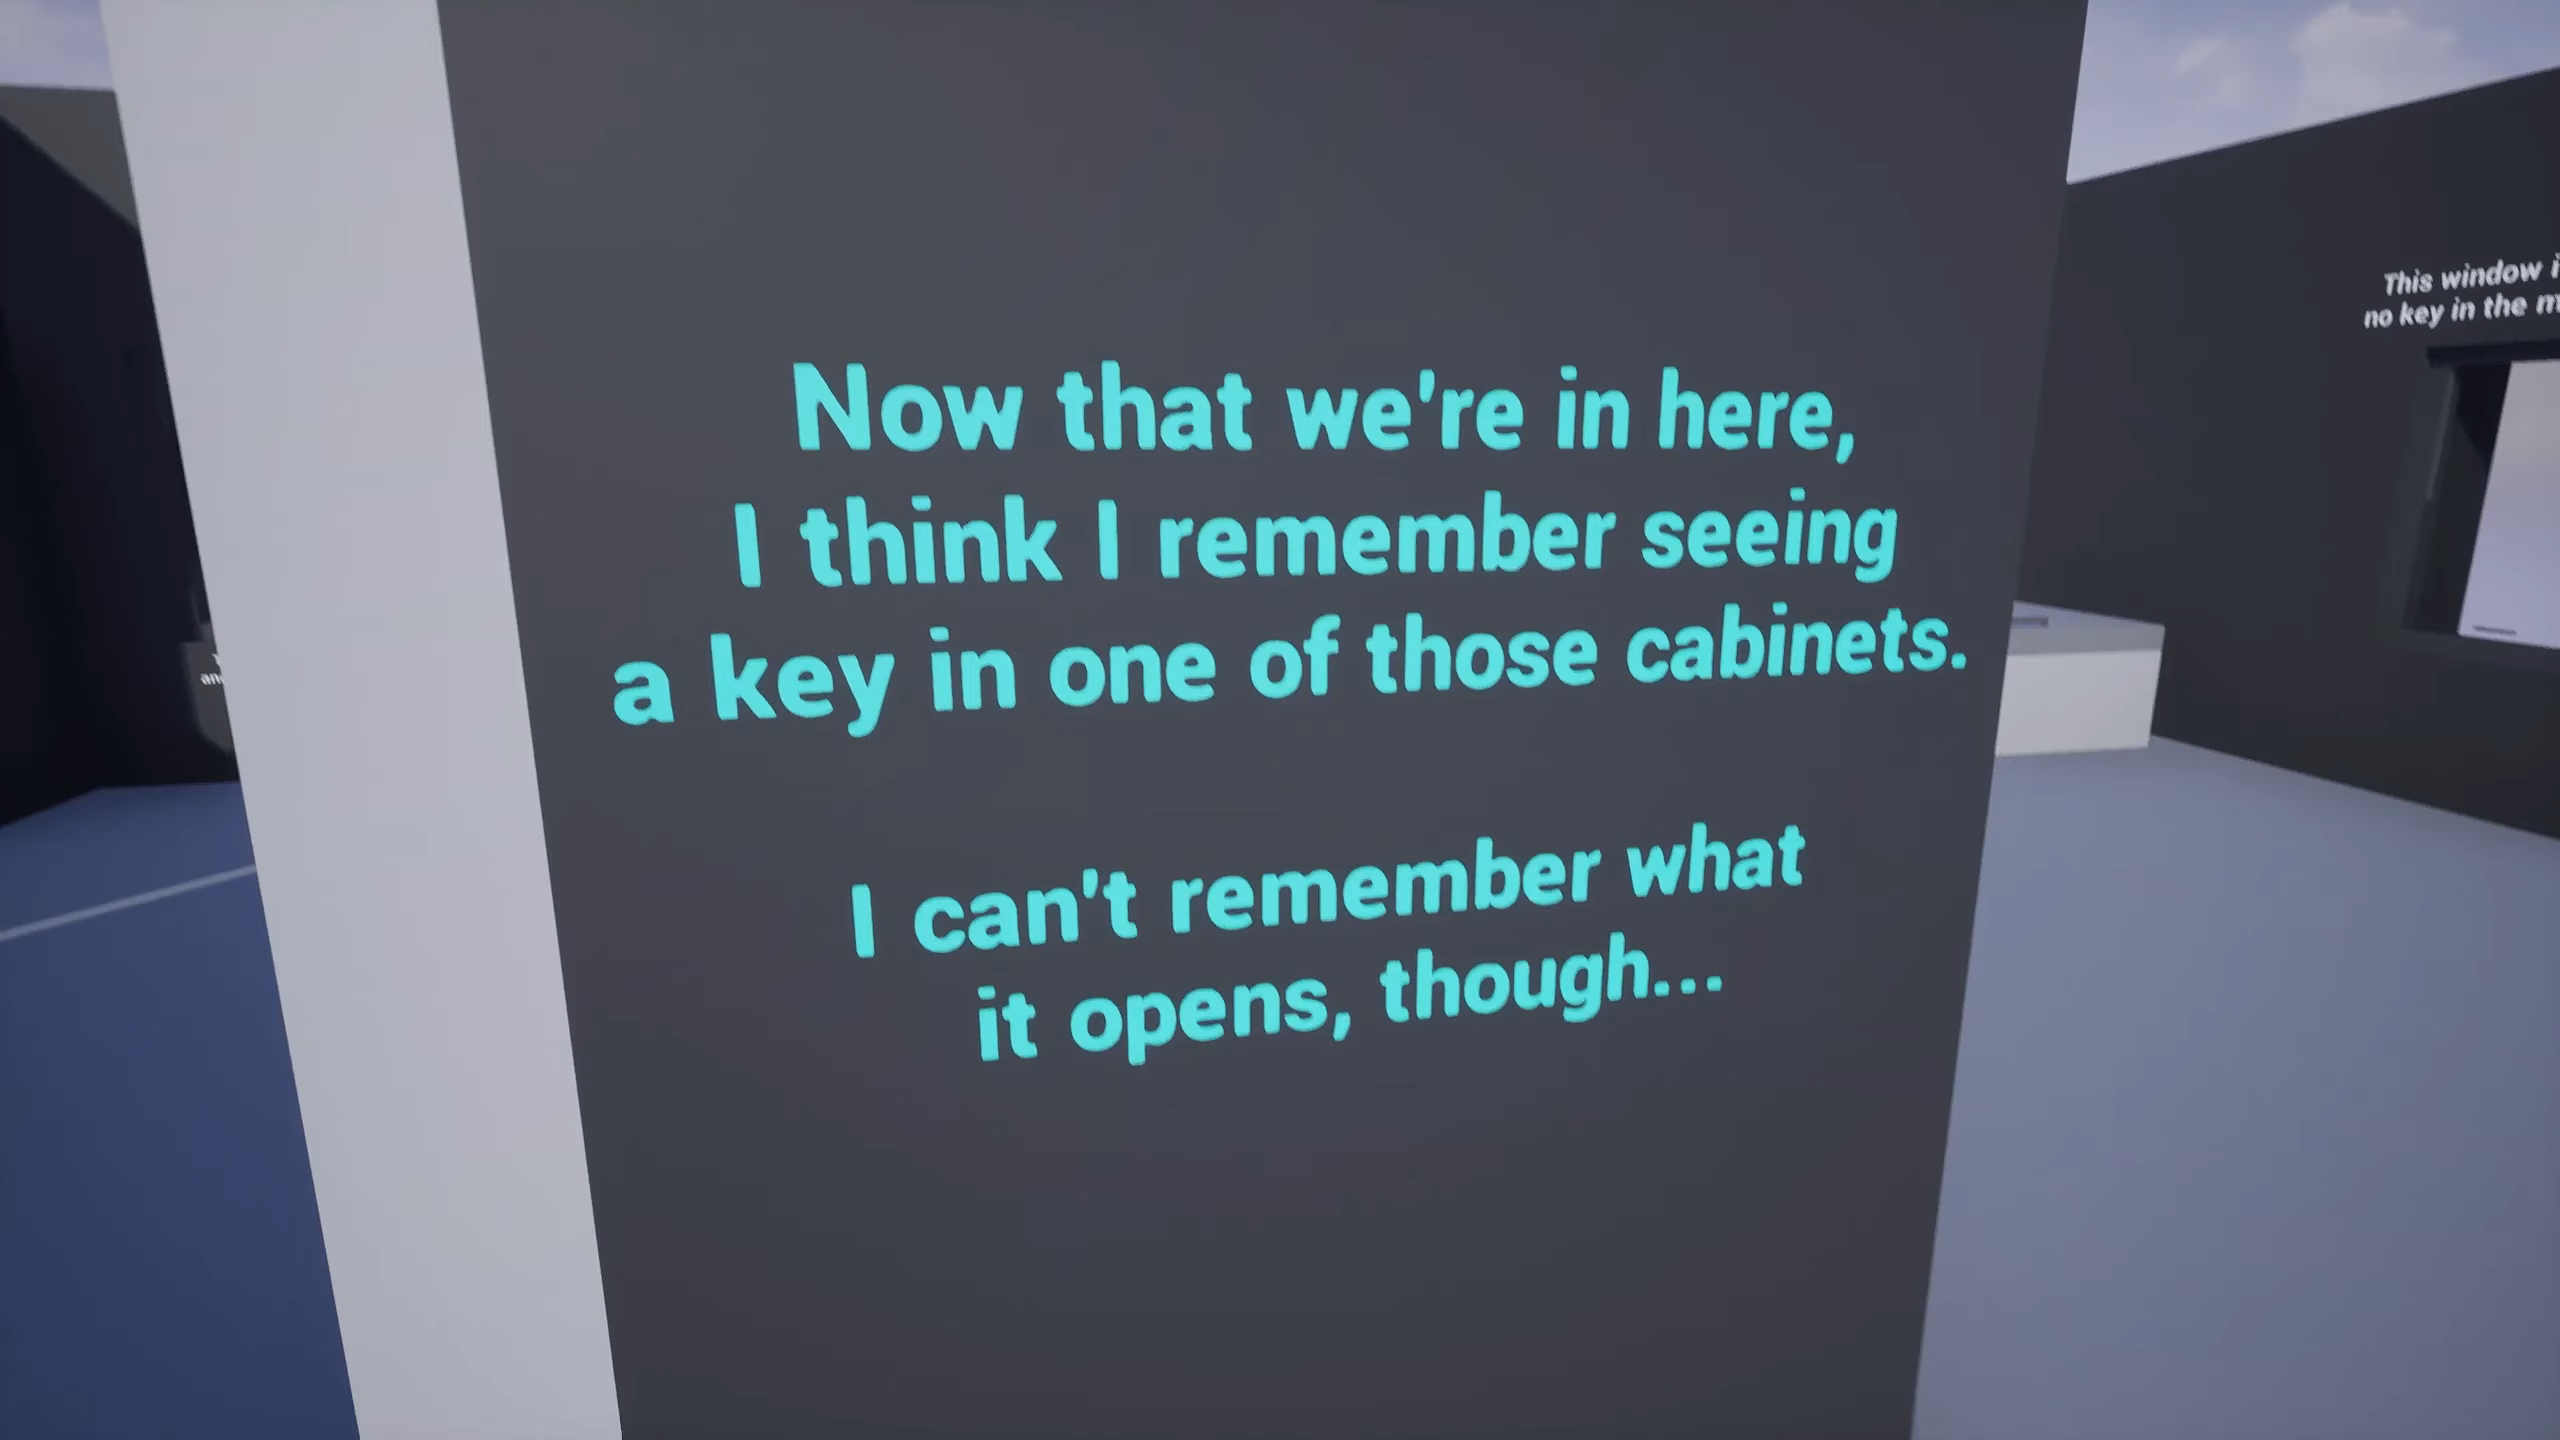 Now that we're in here,
I think I remember seeing
a key in one of those cabinets.
I can't remember what
it opens, though...
This window
no key in the